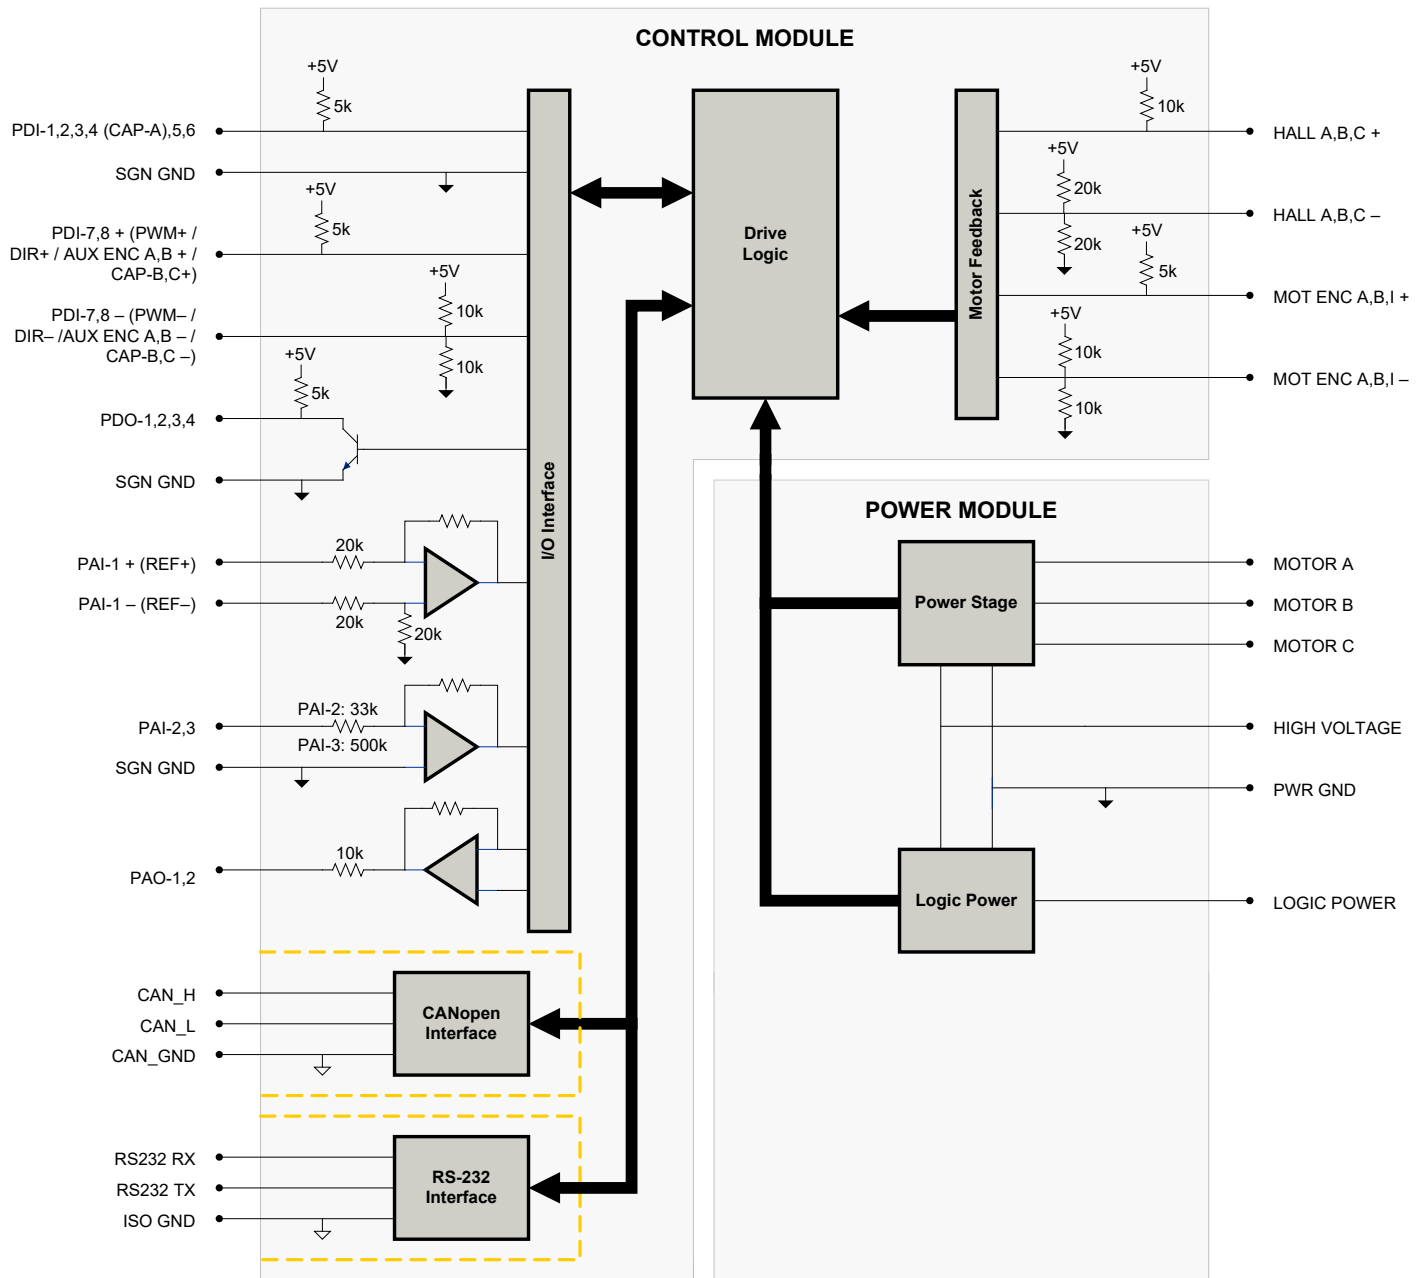 CONTROL MODULE
+5V
5k
PDI-1,2,3,4 (CAP-A),5,6
SGN GND
+5V
5k
PDI-7,8 + (PWM+ /
DIR+ / AUX ENC A,B + /
CAP-B,C+)
+5V
10k
10k
PDI-7,8 – (PWM– /
DIR– /AUX ENC A,B – /
CAP-B,C –)
+5V
5k
PDO-1,2,3,4
SGN GND
20k
PAI-1 + (REF+)
PAI-1 – (REF–)
20k
20k
PAI-2: 33k
PAI-2,3
PAI-3: 500k
SGN GND
10k
PAO-1,2
I/O Interface
Drive
Logic
Motor Feedback
+5V
10k
HALL A,B,C +
+5V
20k
HALL A,B,C –
20k
+5V
5k
MOT ENC A,B,I +
+5V
10k
MOT ENC A,B,I –
10k
POWER MODULE
Power Stage
MOTOR A
MOTOR B
MOTOR C
HIGH VOLTAGE
PWR GND
Logic Power
LOGIC POWER
CAN_H
CAN_L
CAN_GND
CANopen
Interface
RS232 RX
RS232 TX
ISO GND
RS-232
Interface